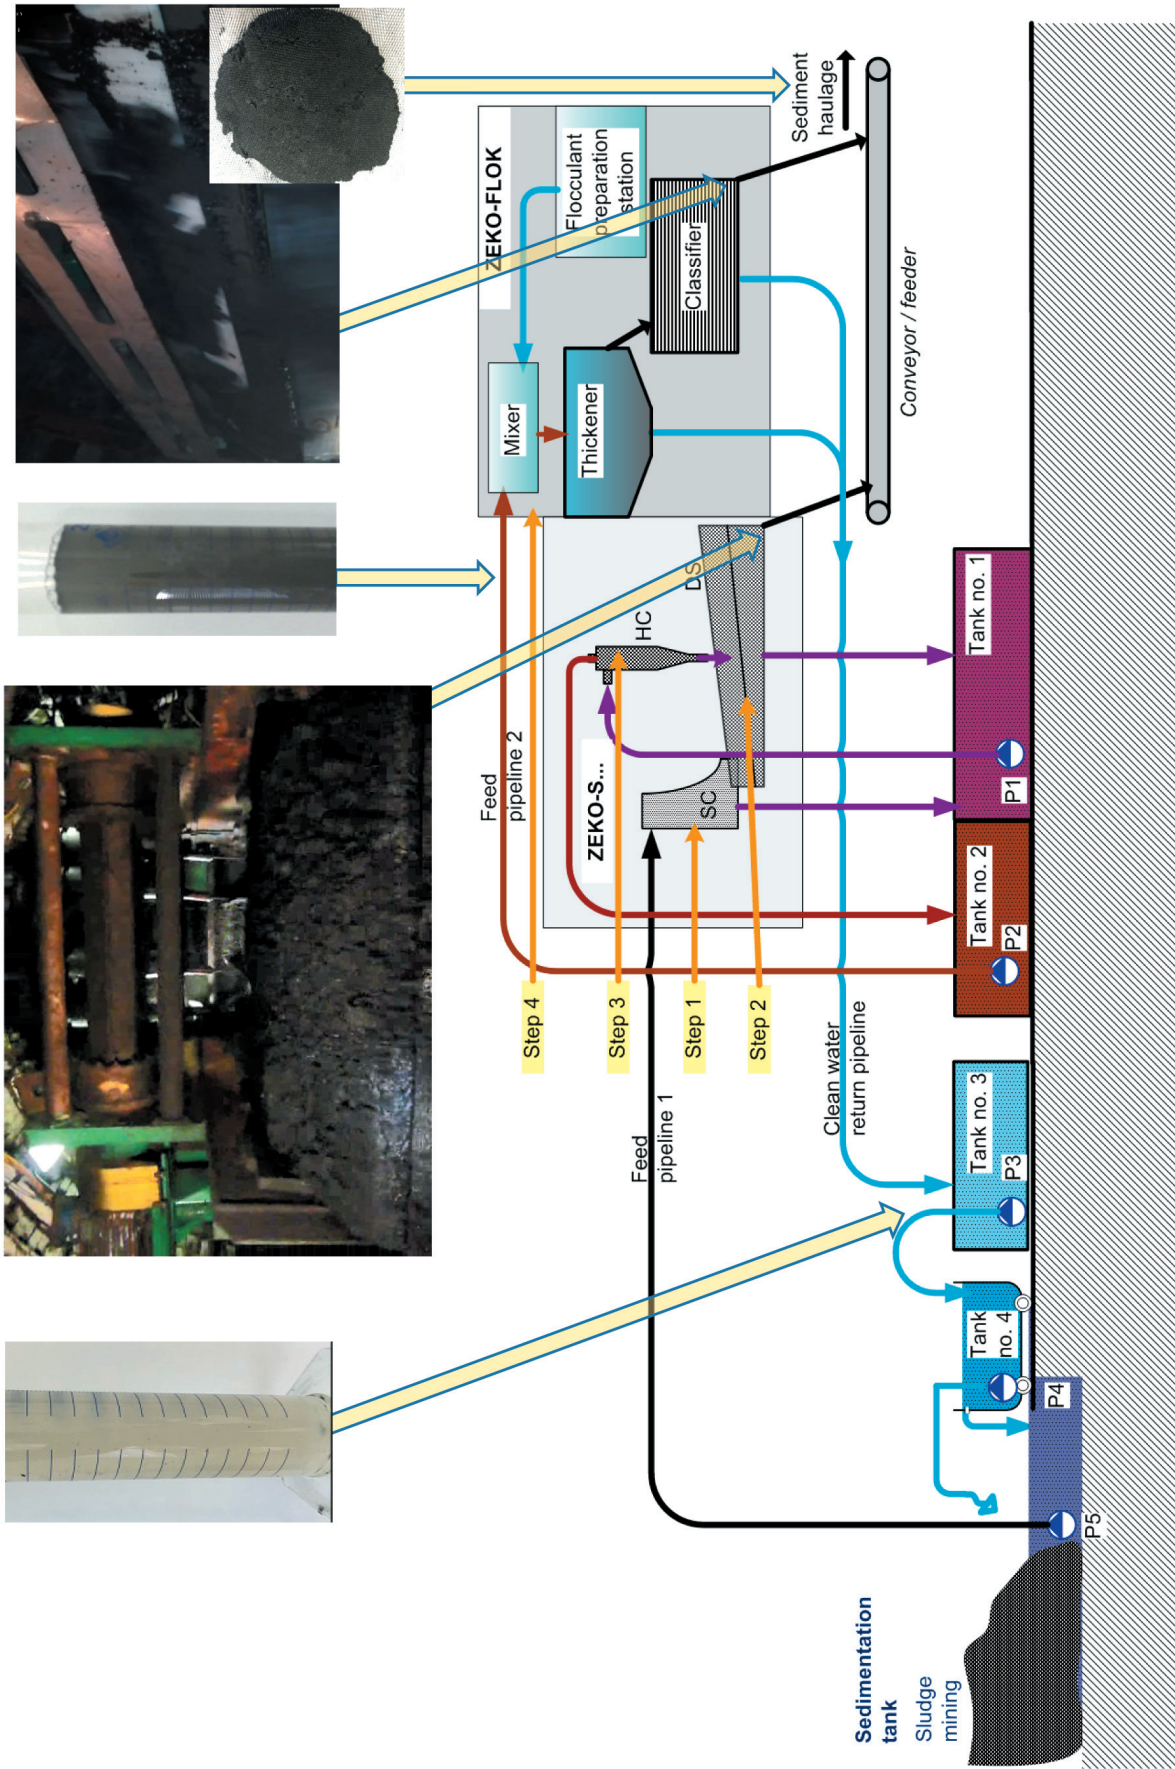 ZEKO-FLOK
Flocculant
preparation
station
Mixer
Thickener
Classifier
Sediment
haulage
Conveyor / feeder
Feed
pipeline 2
ZEKO-S...
HC
DS
SC
Step 4
Step 3
Step 1
Step 2
Feed
pipeline 1
Clean water
return pipeline
Tank no. 1
P1
Tank no. 2
P2
Tank no. 3
P3
Tank
no. 4
P4
P5
Sedimentation
tank
Sludge
mining